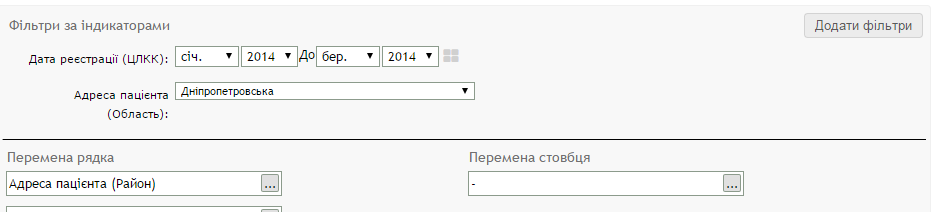 Фільтри за індикаторами
Додати фільтри
Дата реєстрації (ЦЛКК): січ. 2014 До бер. 2014
Адреса пацієнта (Область): Дніпропетровська
Перемена рядка
Перемена стовбця
Адреса пацієнта (Район) ...
- ...